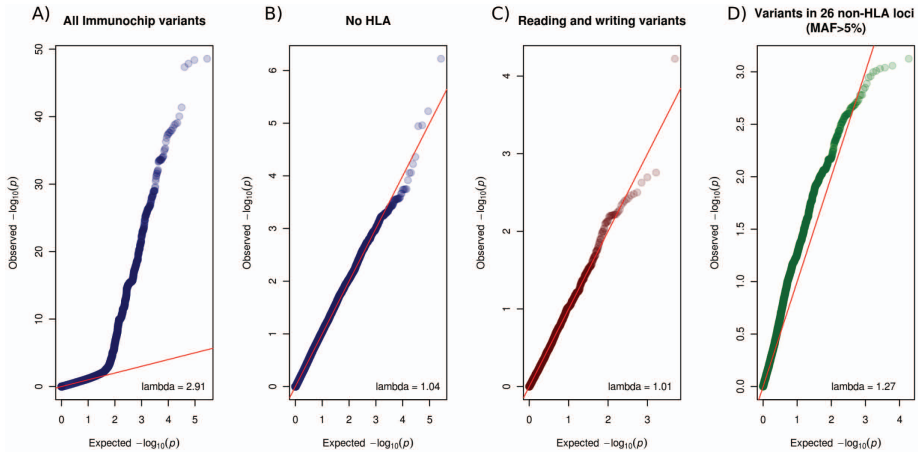 A) All Immunochip variants
Observed −log10(p)
50
40
30
20
10
0
lambda = 2.91
0 1 2 3 4 5
Expected −log10(p)
B) No HLA
Observed −log10(p)
6
5
4
3
2
1
0
lambda = 1.04
0 1 2 3 4 5
Expected −log10(p)
C) Reading and writing variants
Observed −log10(p)
4
3
2
1
0
lambda = 1.01
0 1 2 3
Expected −log10(p)
D) Variants in 26 non-HLA loci
(MAF>5%)
Observed −log10(p)
3.0
2.5
2.0
1.5
1.0
0.5
0.0
lambda = 1.27
0 1 2 3 4
Expected −log10(p)